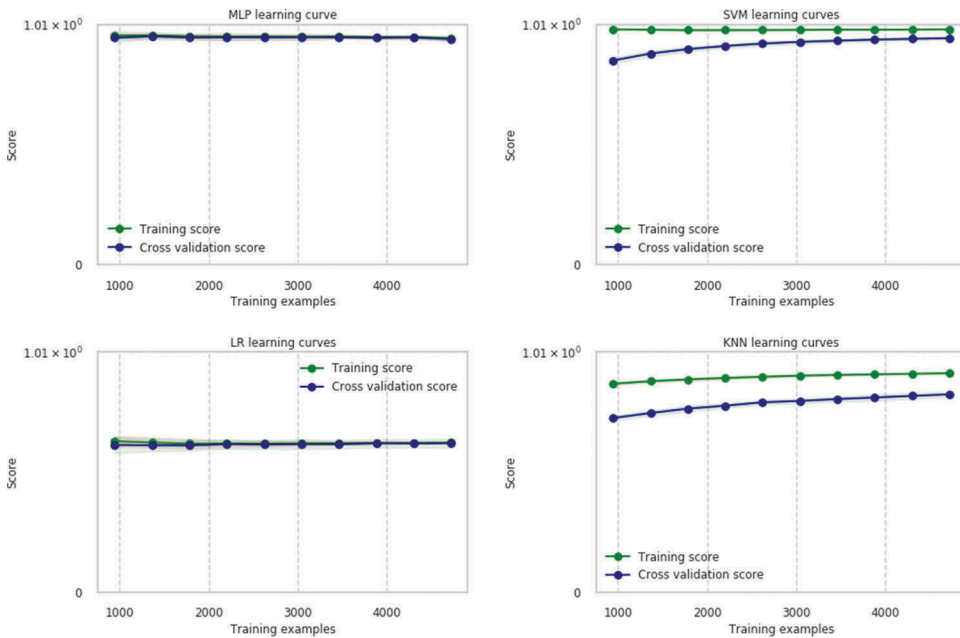 MLP learning curve
1.01 × 10⁰
Score
Training score
Cross validation score
0
1000 2000 3000 4000
Training examples
SVM learning curves
1.01 × 10⁰
Score
Training score
Cross validation score
0
1000 2000 3000 4000
Training examples
LR learning curves
1.01 × 10⁰
Training score
Cross validation score
Score
0
1000 2000 3000 4000
Training examples
KNN learning curves
1.01 × 10⁰
Score
Training score
Cross validation score
0
1000 2000 3000 4000
Training examples